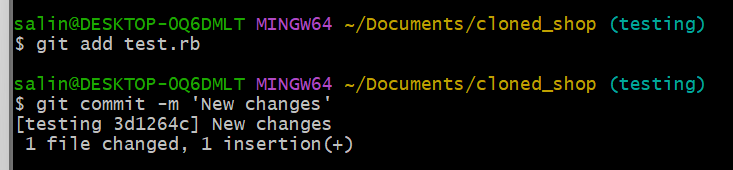 salin@DESKTOP-OQ6DMLT MINGW64 ~/Documents/cloned_shop (testing)
$ git add test.rb
salin@DESKTOP-OQ6DMLT MINGW64 ~/Documents/cloned_shop (testing)
$ git commit -m 'New changes'
[testing 3d1264c] New changes
 1 file changed, 1 insertion(+)